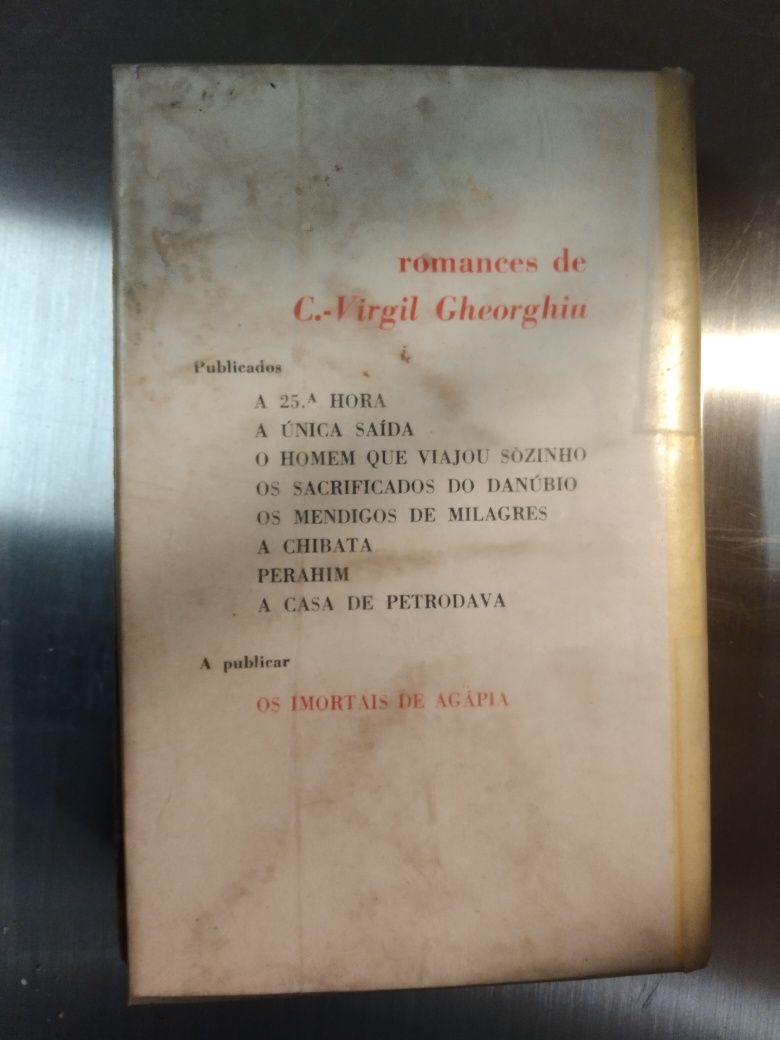 romances de
C.-Virgil Gheorghiu
Publicados
A 25.ᴬ HORA
A ÚNICA SAÍDA
O HOMEM QUE VIAJOU SÒZINHO
OS SACRIFICADOS DO DANÚBIO
OS MENDIGOS DE MILAGRES
A CHIBATA
PERAHIM
A CASA DE PETRODAVA
A publicar
OS IMORTAIS DE AGÁPIA